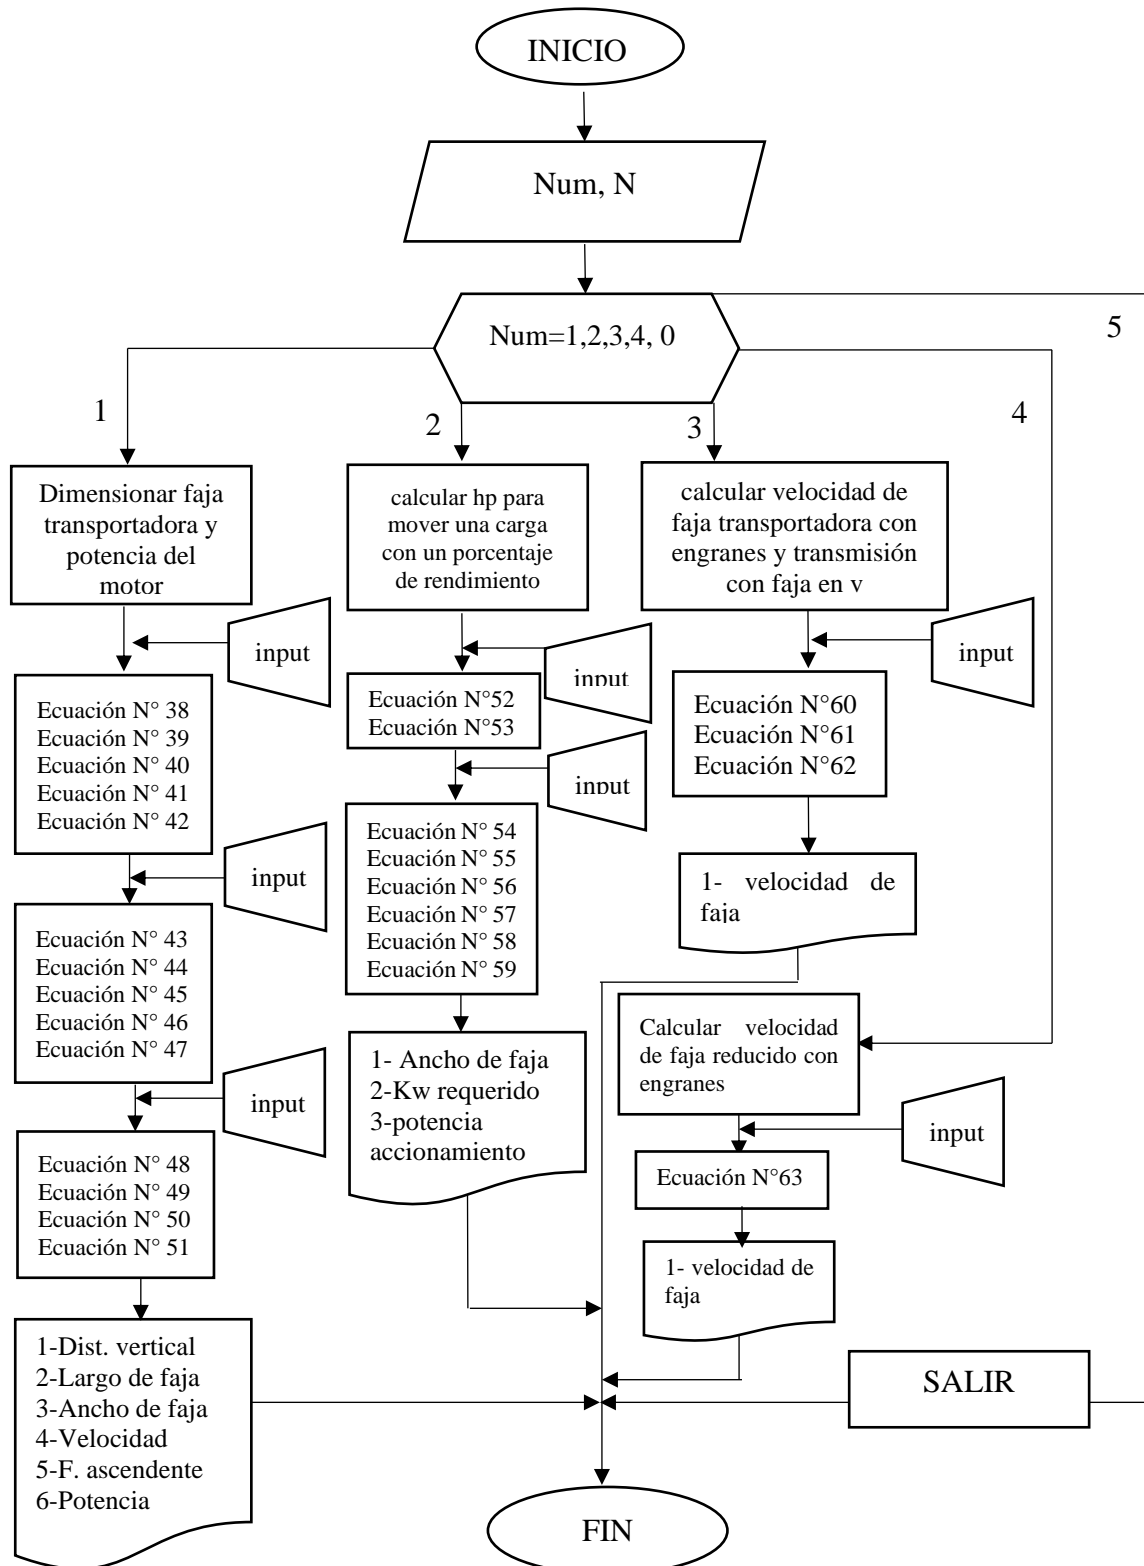 INICIO
Num, N
Num=1,2,3,4, 0
5
1
2
3
4
Dimensionar faja
transportadora y
potencia del
motor
input
Ecuación N° 38
Ecuación N° 39
Ecuación N° 40
Ecuación N° 41
Ecuación N° 42
input
Ecuación N° 43
Ecuación N° 44
Ecuación N° 45
Ecuación N° 46
Ecuación N° 47
input
Ecuación N° 48
Ecuación N° 49
Ecuación N° 50
Ecuación N° 51
1-Dist. vertical
2-Largo de faja
3-Ancho de faja
4-Velocidad
5-F. ascendente
6-Potencia
calcular hp para
mover una carga
con un porcentaje
de rendimiento
input
Ecuación N°52
Ecuación N°53
input
Ecuación N° 54
Ecuación N° 55
Ecuación N° 56
Ecuación N° 57
Ecuación N° 58
Ecuación N° 59
1- Ancho de faja
2-Kw requerido
3-potencia
accionamiento
calcular velocidad de
faja transportadora con
engranes y transmisión
con faja en v
input
Ecuación N°60
Ecuación N°61
Ecuación N°62
1- velocidad de
faja
Calcular velocidad
de faja reducido con
engranes
input
Ecuación N°63
1- velocidad de
faja
SALIR
FIN